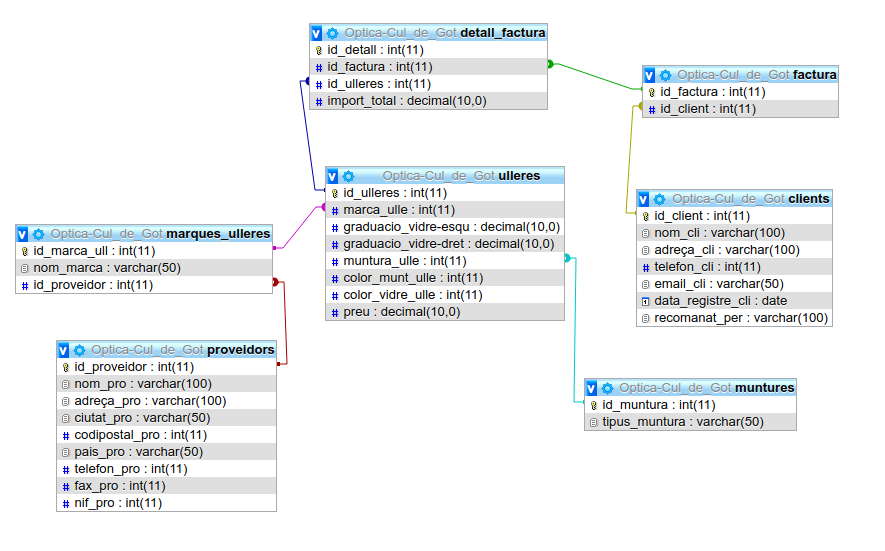 Optica-Cul_de_Got detall_factura
id_detall : int(11)
id_factura : int(11)
id_ulleres : int(11)
import_total : decimal(10,0)
Optica-Cul_de_Got factura
id_factura : int(11)
id_client : int(11)
Optica-Cul_de_Got ulleres
id_ulleres : int(11)
marca_ulle : int(11)
graduacio_vidre-esqu : decimal(10,0)
graduacio_vidre-dret : decimal(10,0)
muntura_ulle : int(11)
color_munt_ulle : int(11)
color_vidre_ulle : int(11)
preu : decimal(10,0)
Optica-Cul_de_Got clients
id_client : int(11)
nom_cli : varchar(100)
adreça_cli : varchar(100)
telefon_cli : int(11)
email_cli : varchar(50)
data_registre_cli : date
recomanat_per : varchar(100)
Optica-Cul_de_Got marques_ulleres
id_marca_ull : int(11)
nom_marca : varchar(50)
id_proveidor : int(11)
Optica-Cul_de_Got proveidors
id_proveidor : int(11)
nom_pro : varchar(100)
adreça_pro : varchar(100)
ciutat_pro : varchar(50)
codipostal_pro : int(11)
pais_pro : varchar(50)
telefon_pro : int(11)
fax_pro : int(11)
nif_pro : int(11)
Optica-Cul_de_Got muntures
id_muntura : int(11)
tipus_muntura : varchar(50)